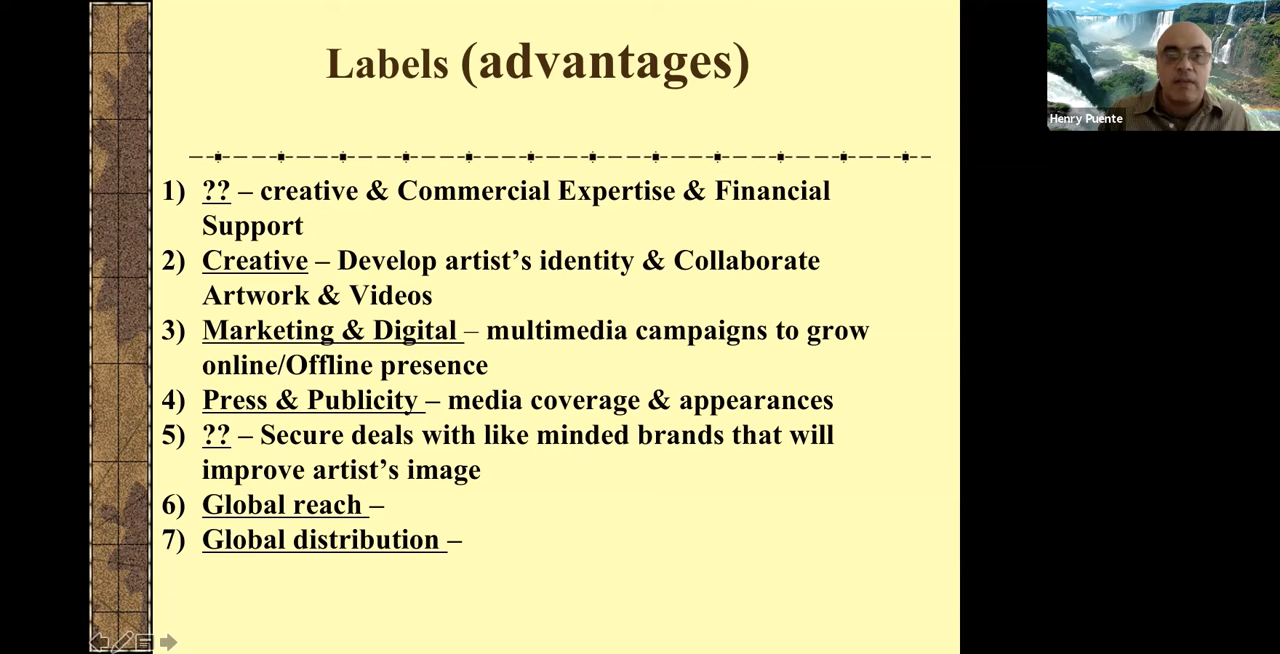 Labels (advantages)
1) ?? – creative & Commercial Expertise & Financial
Support
2) Creative – Develop artist’s identity & Collaborate
Artwork & Videos
3) Marketing & Digital – multimedia campaigns to grow
online/Offline presence
4) Press & Publicity – media coverage & appearances
5) ?? – Secure deals with like minded brands that will
improve artist’s image
6) Global reach –
7) Global distribution –
Henry Puente